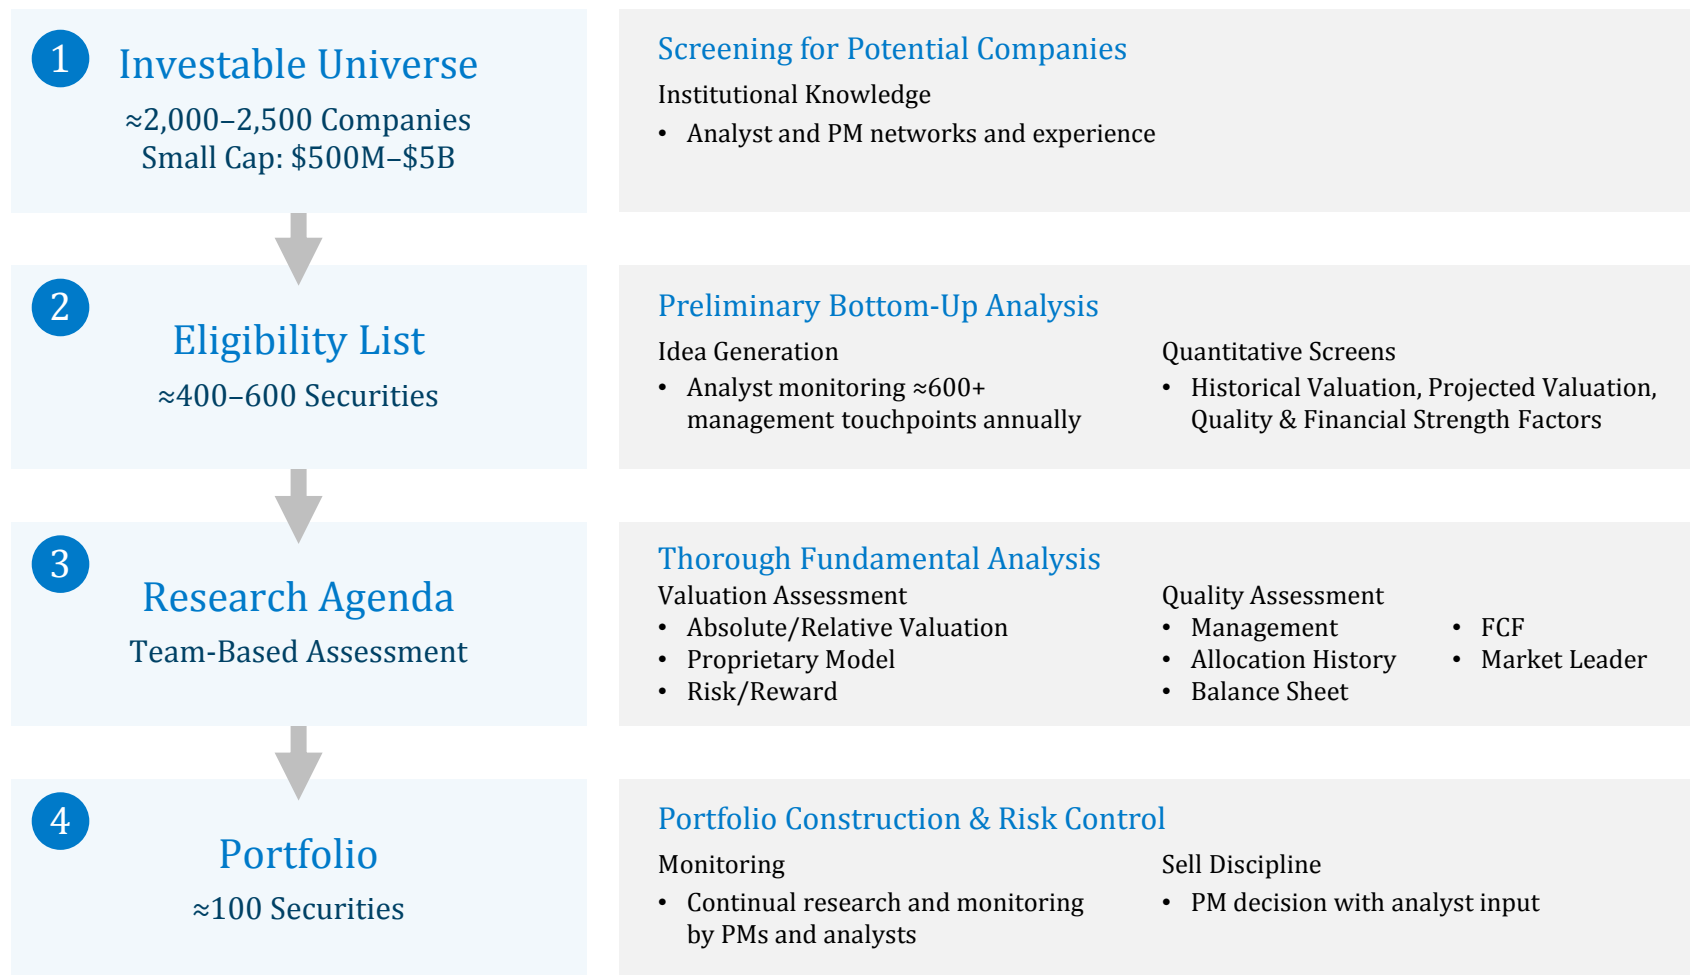 1
Investable Universe
≈2,000–2,500 Companies
Small Cap: $500M–$5B
Screening for Potential Companies
Institutional Knowledge
• Analyst and PM networks and experience
2
Eligibility List
≈400–600 Securities
Preliminary Bottom-Up Analysis
Idea Generation
• Analyst monitoring ≈600+
management touchpoints annually
Quantitative Screens
• Historical Valuation, Projected Valuation,
Quality & Financial Strength Factors
3
Research Agenda
Team-Based Assessment
Thorough Fundamental Analysis
Valuation Assessment
• Absolute/Relative Valuation
• Proprietary Model
• Risk/Reward
Quality Assessment
• Management
• Allocation History
• Balance Sheet
• FCF
• Market Leader
4
Portfolio
≈100 Securities
Portfolio Construction & Risk Control
Monitoring
• Continual research and monitoring
by PMs and analysts
Sell Discipline
• PM decision with analyst input